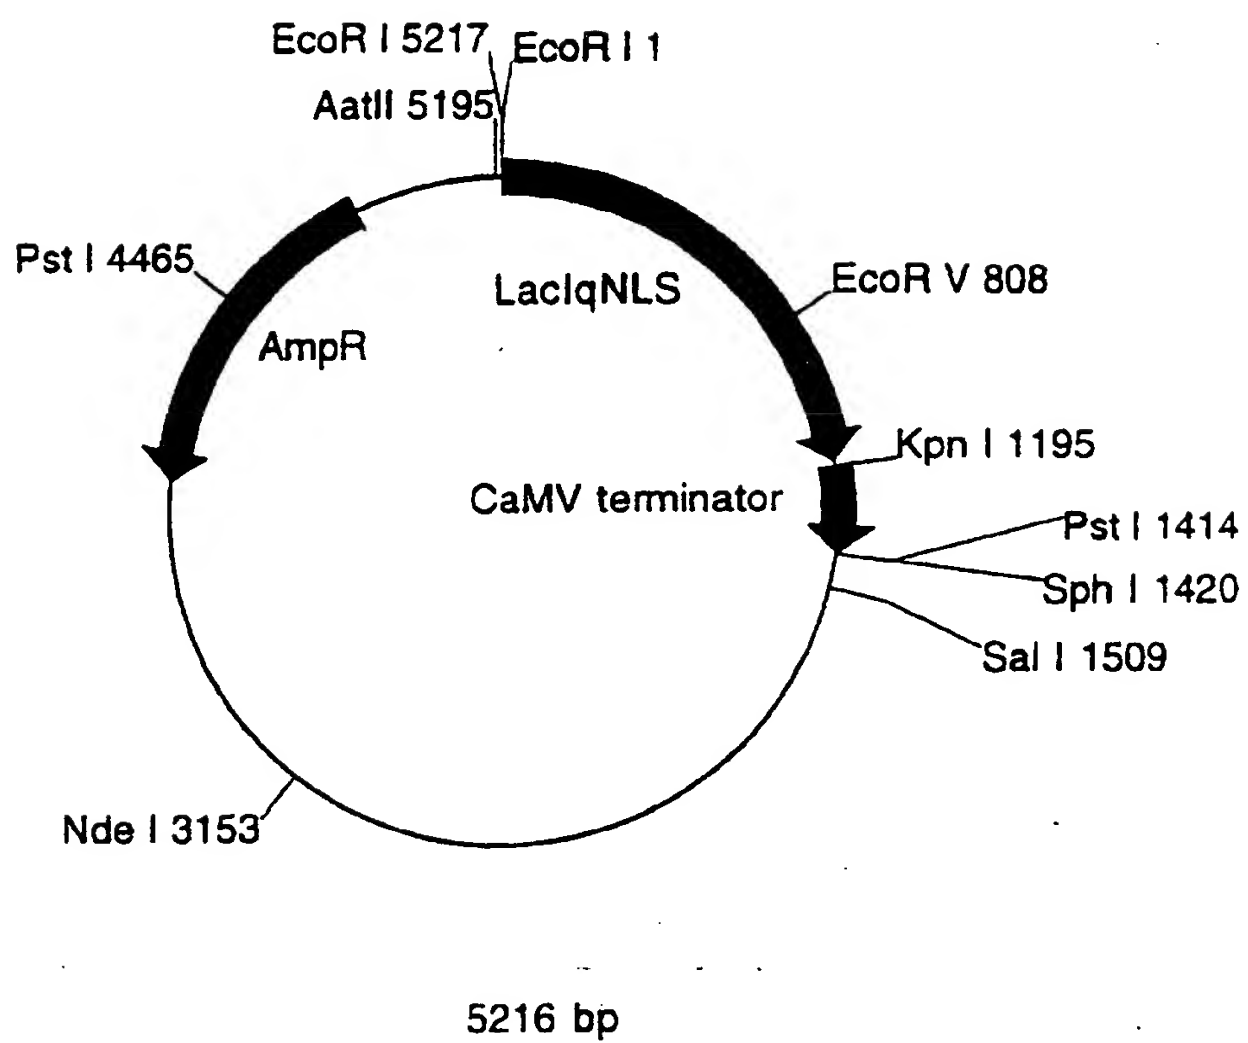 EcoR I 5217
EcoR I 1
AatII 5195
Pst I 4465
LacIqNLS
EcoR V 808
AmpR
Kpn I 1195
CaMV terminator
Pst I 1414
Sph I 1420
Sal I 1509
Nde I 3153
5216 bp